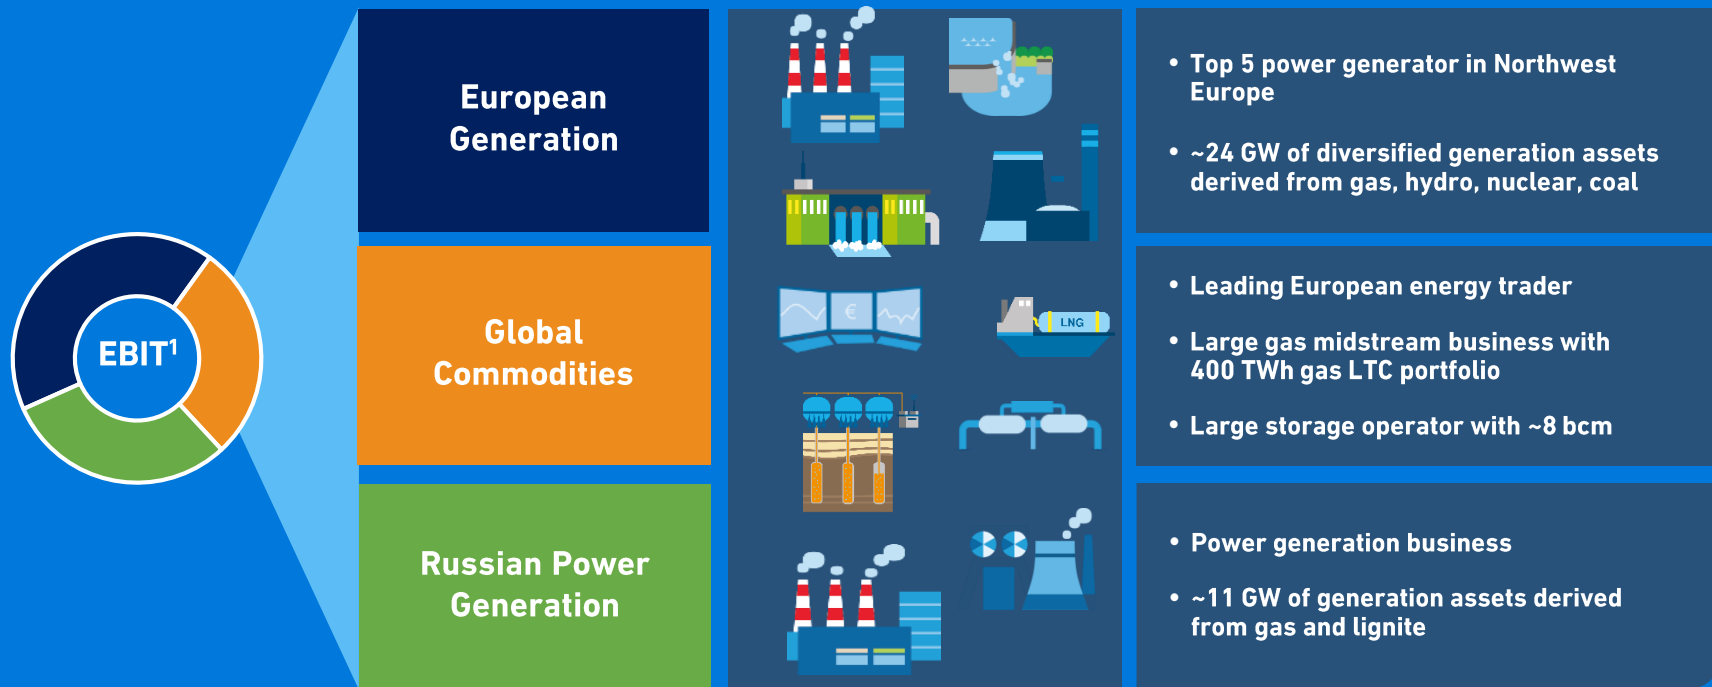 EBIT¹
European
Generation
• Top 5 power generator in Northwest
Europe
• ~24 GW of diversified generation assets
derived from gas, hydro, nuclear, coal
Global
Commodities
€
LNG
• Leading European energy trader
• Large gas midstream business with
400 TWh gas LTC portfolio
• Large storage operator with ~8 bcm
Russian Power
Generation
• Power generation business
• ~11 GW of generation assets derived
from gas and lignite